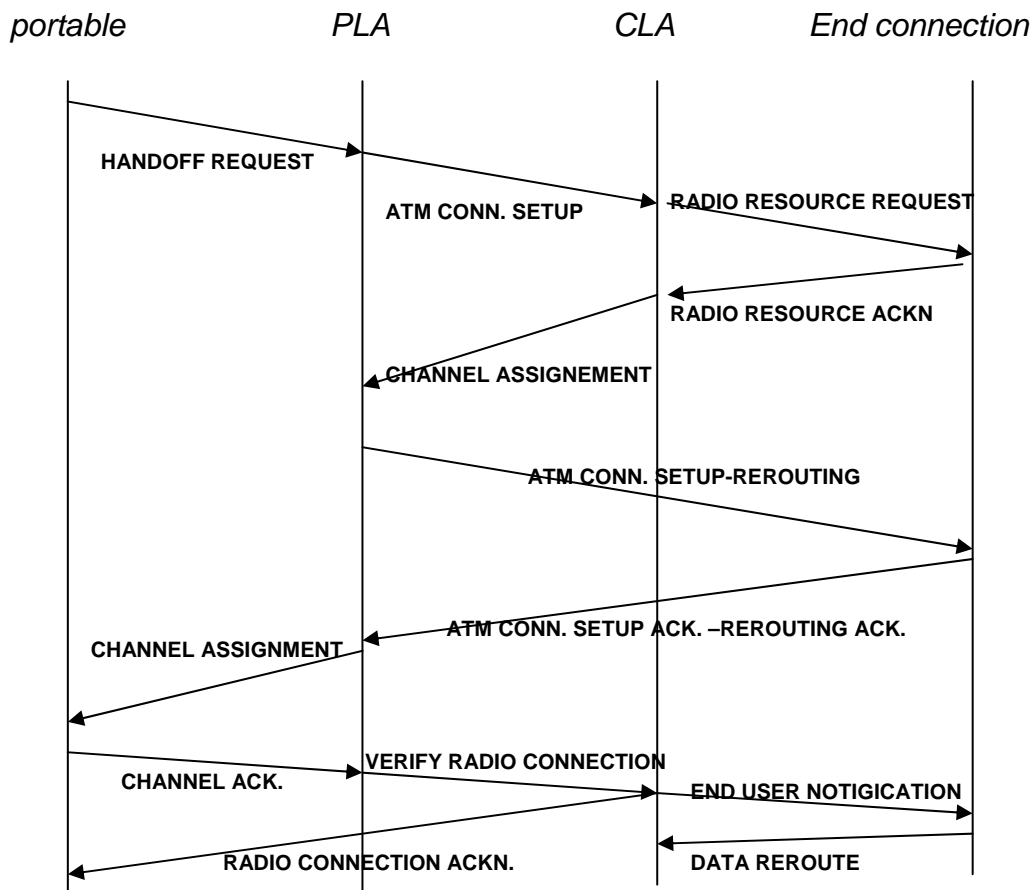 portable PLA CLA End connection
HANDOFF REQUEST
RADIO RESOURCE REQUEST
ATM CONN. SETUP
RADIO RESOURCE ACKN
CHANNEL ASSIGNEMENT
ATM CONN. SETUP-REROUTING
ATM CONN. SETUP ACK. –REROUTING ACK.
CHANNEL ASSIGNMENT
VERIFY RADIO CONNECTION
CHANNEL ACK.
END USER NOTIGICATION
RADIO CONNECTION ACKN.
DATA REROUTE